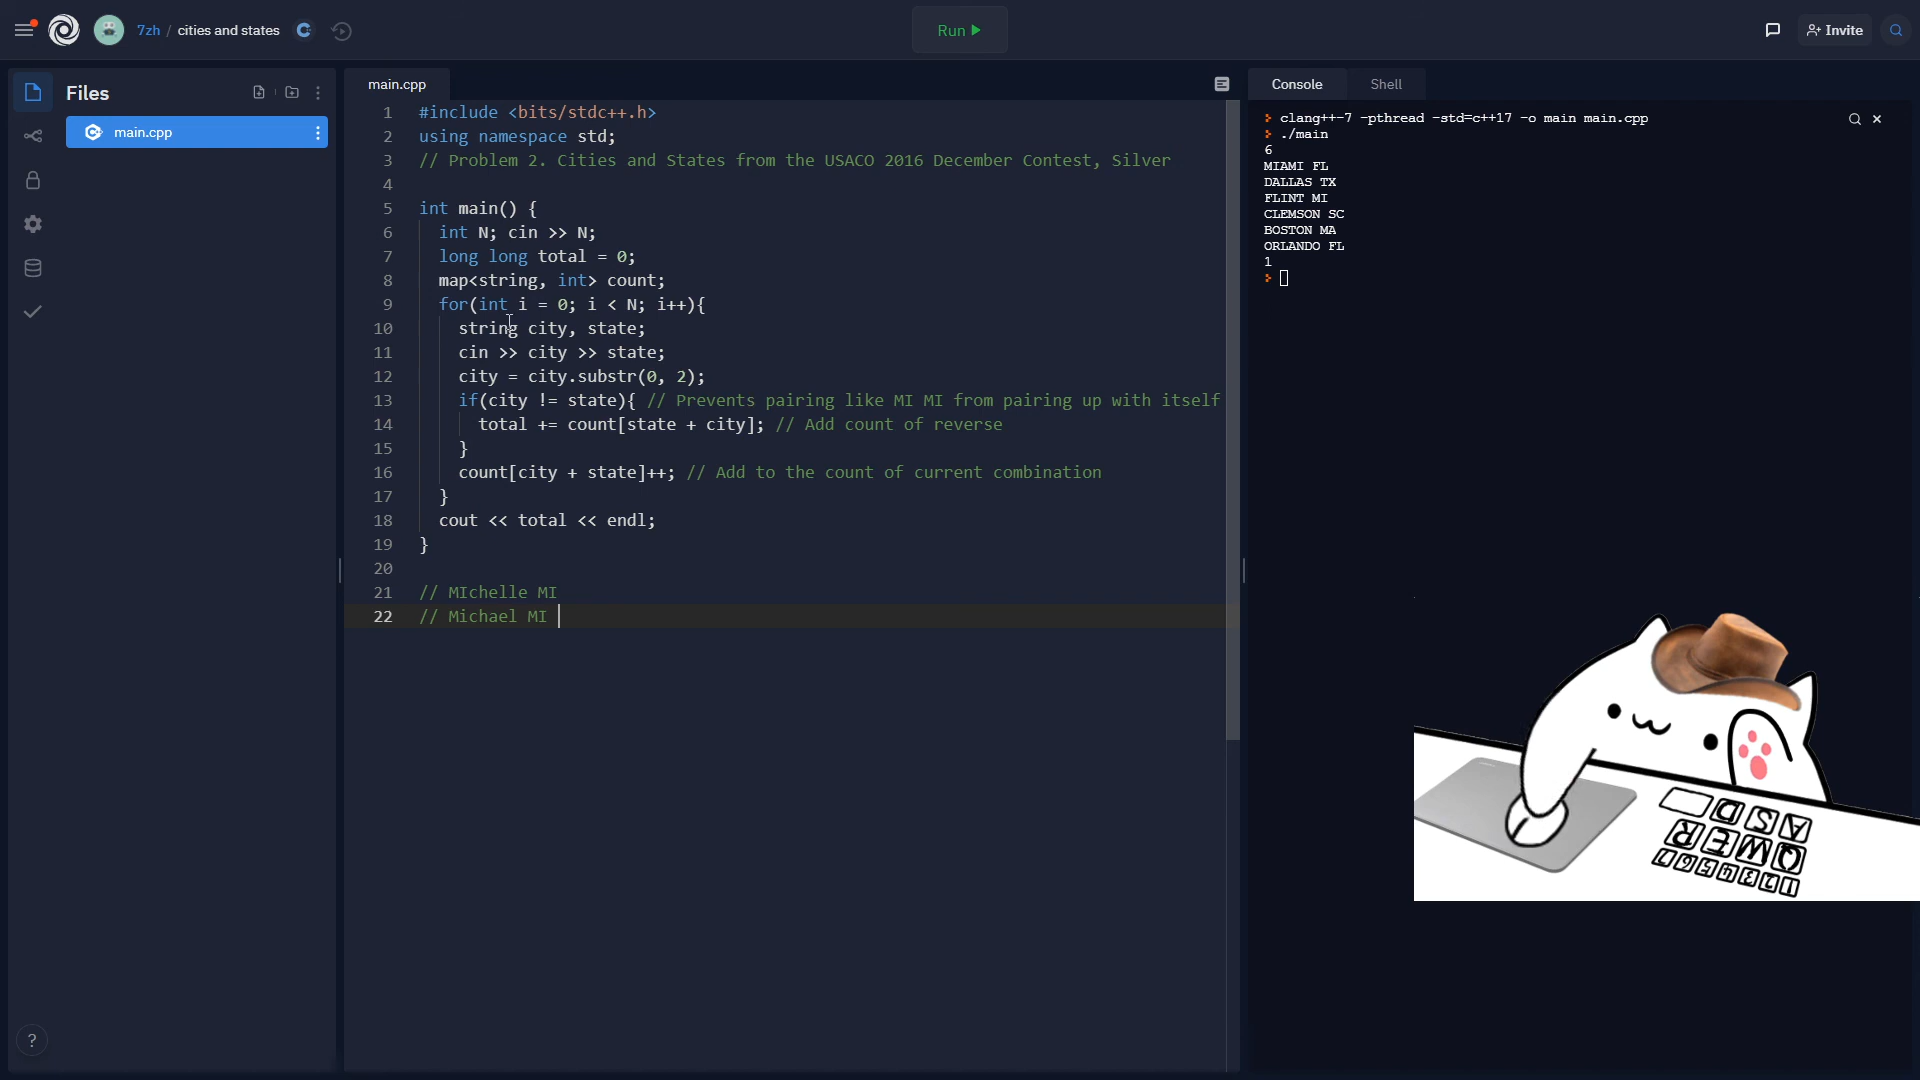 7zh / cities and states
Run
Invite
Files
main.cpp
main.cpp
Console
Shell
1 #include <bits/stdc++.h>
2 using namespace std;
3 // Problem 2. Cities and States from the USACO 2016 December Contest, Silver
4
5 int main() {
6 int N; cin >> N;
7 long long total = 0;
8 map<string, int> count;
9 for(int i = 0; i < N; i++){
10 string city, state;
11 cin >> city >> state;
12 city = city.substr(0, 2);
13 if(city != state){ // Prevents pairing like MI MI from pairing up with itself
14 total += count[state + city]; // Add count of reverse
15 }
16 count[city + state]++; // Add to the count of current combination
17 }
18 cout << total << endl;
19 }
20
21 // MIchelle MI
22 // Michael MI
clang++-7 -pthread -std=c++17 -o main main.cpp
./main
6
MIAMI FL
DALLAS TX
FLINT MI
CLEMSON SC
BOSTON MA
ORLANDO FL
1
A S D
Q W E R
1 2 3 4 5 6 7
?